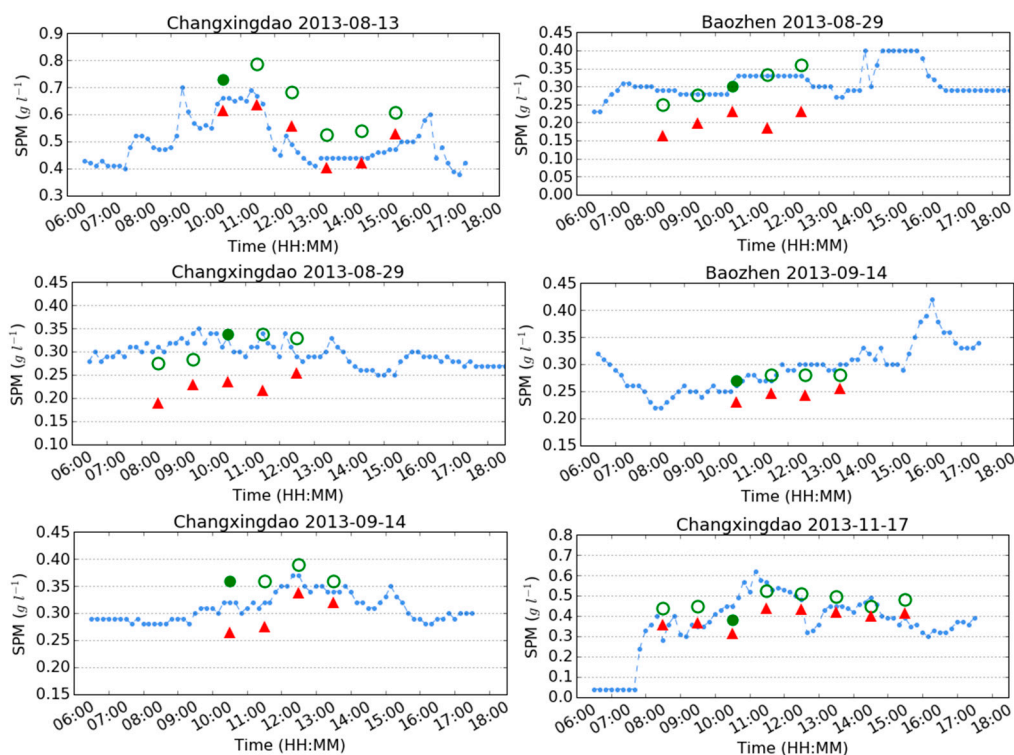 Changxingdao 2013-08-13
SPM (g l⁻¹)
0.9
0.8
0.7
0.6
0.5
0.4
0.3
06:00 07:00 08:00 09:00 10:00 11:00 12:00 13:00 14:00 15:00 16:00 17:00 18:00
Time (HH:MM)
Baozhen 2013-08-29
SPM (g l⁻¹)
0.45
0.40
0.35
0.30
0.25
0.20
0.15
0.10
0.05
0.00
06:00 07:00 08:00 09:00 10:00 11:00 12:00 13:00 14:00 15:00 16:00 17:00 18:00
Time (HH:MM)
Changxingdao 2013-08-29
SPM (g l⁻¹)
0.45
0.40
0.35
0.30
0.25
0.20
0.15
0.10
06:00 07:00 08:00 09:00 10:00 11:00 12:00 13:00 14:00 15:00 16:00 17:00 18:00
Time (HH:MM)
Baozhen 2013-09-14
SPM (g l⁻¹)
0.45
0.40
0.35
0.30
0.25
0.20
0.15
06:00 07:00 08:00 09:00 10:00 11:00 12:00 13:00 14:00 15:00 16:00 17:00 18:00
Time (HH:MM)
Changxingdao 2013-09-14
SPM (g l⁻¹)
0.45
0.40
0.35
0.30
0.25
0.20
0.15
06:00 07:00 08:00 09:00 10:00 11:00 12:00 13:00 14:00 15:00 16:00 17:00 18:00
Time (HH:MM)
Changxingdao 2013-11-17
SPM (g l⁻¹)
0.8
0.7
0.6
0.5
0.4
0.3
0.2
0.1
0.0
06:00 07:00 08:00 09:00 10:00 11:00 12:00 13:00 14:00 15:00 16:00 17:00 18:00
Time (HH:MM)